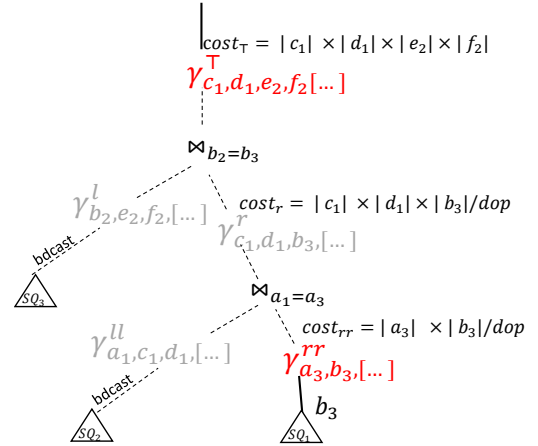 cost⊤ = | c₁| ×| d₁| ×| e₂| ×| f₂|
γ⊤c₁,d₁,e₂,f₂[…]
⋈ b₂=b₃
γˡb₂,e₂,f₂,[…]
costᵣ = | c₁| ×| d₁| ×| b₃|/dop
γʳc₁,d₁,b₃,[…]
bdcast
SQ₃
⋈ a₁=a₃
costᵣᵣ = | a₃| ×| b₃|/dop
γˡˡa₁,c₁,d₁,[…]
γʳʳa₃,b₃,[…]
bdcast
b₃
SQ₂
SQ₁